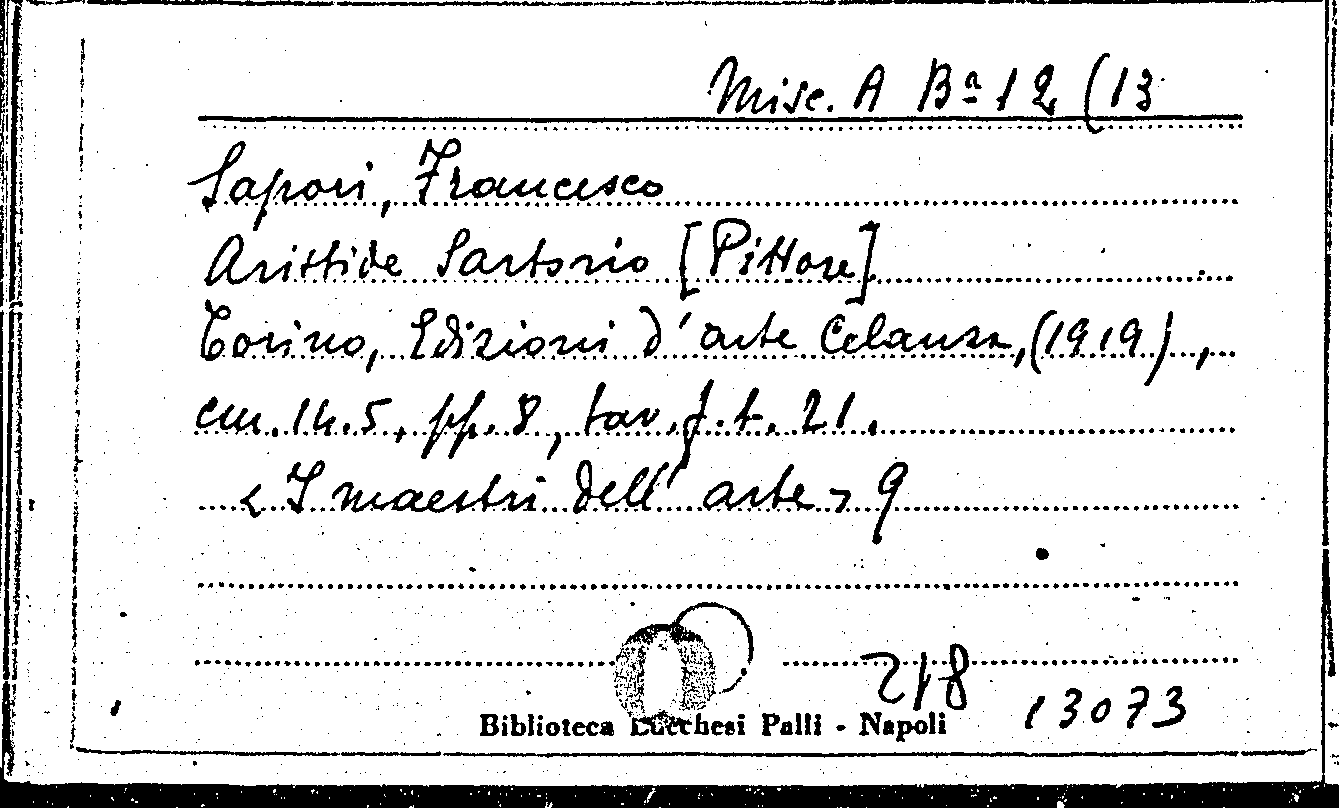 Misc. A Bª 12 (13
Sapori, Francesco
Aristide Sartorio [Pittore]
Torino, Edizioni d'arte Celanza, (1919),
cm. 14.5, pp. 8, tav. f. t. 21.
< I maestri dell'arte > 9
218
13073
Biblioteca Lucchesi Palli - Napoli